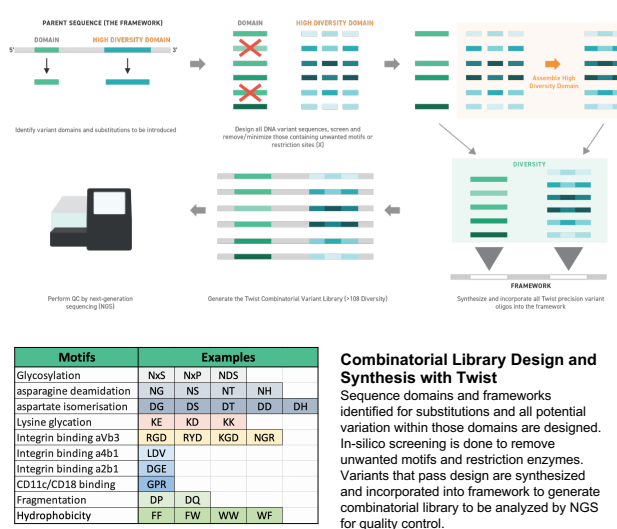 PARENT SEQUENCE (THE FRAMEWORK)
DOMAIN
HIGH DIVERSITY DOMAIN
5'
3'
Identify variant domains and substitutions to be introduced
DOMAIN
HIGH DIVERSITY DOMAIN
Design all DNA variant sequences, screen and
remove/minimize those containing unwanted motifs or
restriction sites (X)
Assemble High
Diversity Domain
DIVERSITY
FRAMEWORK
Synthesize and incorporate all Twist precision variant
oligos into the framework
Generate the Twist Combinatorial Variant Library (>108 Diversity)
Perform QC by next-generation
sequencing (NGS)
Motifs Examples
Glycosylation NxS NxP NDS
asparagine deamidation NG NS NT NH
aspartate isomerisation DG DS DT DD DH
Lysine glycation KE KD KK
Integrin binding aVb3 RGD RYD KGD NGR
Integrin binding a4b1 LDV
Integrin binding a2b1 DGE
CD11c/CD18 binding GPR
Fragmentation DP DQ
Hydrophobicity FF FW WW WF
Combinatorial Library Design and
Synthesis with Twist
Sequence domains and frameworks
identified for substitutions and all potential
variation within those domains are designed.
In-silico screening is done to remove
unwanted motifs and restriction enzymes.
Variants that pass design are synthesized
and incorporated into framework to generate
combinatorial library to be analyzed by NGS
for quality control.